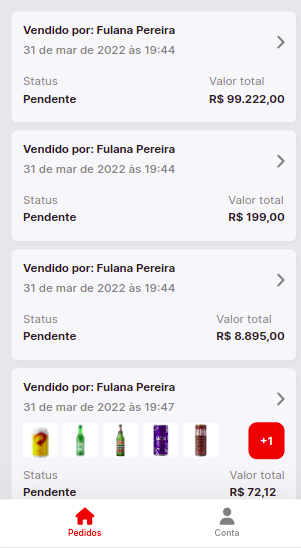 Vendido por: Fulana Pereira
31 de mar de 2022 às 19:44
Status Valor total
Pendente R$ 99.222,00
Vendido por: Fulana Pereira
31 de mar de 2022 às 19:44
Status Valor total
Pendente R$ 199,00
Vendido por: Fulana Pereira
31 de mar de 2022 às 19:44
Status Valor total
Pendente R$ 8.895,00
Vendido por: Fulana Pereira
31 de mar de 2022 às 19:47
+1
Status Valor total
Pendente R$ 72,12
Pedidos Conta